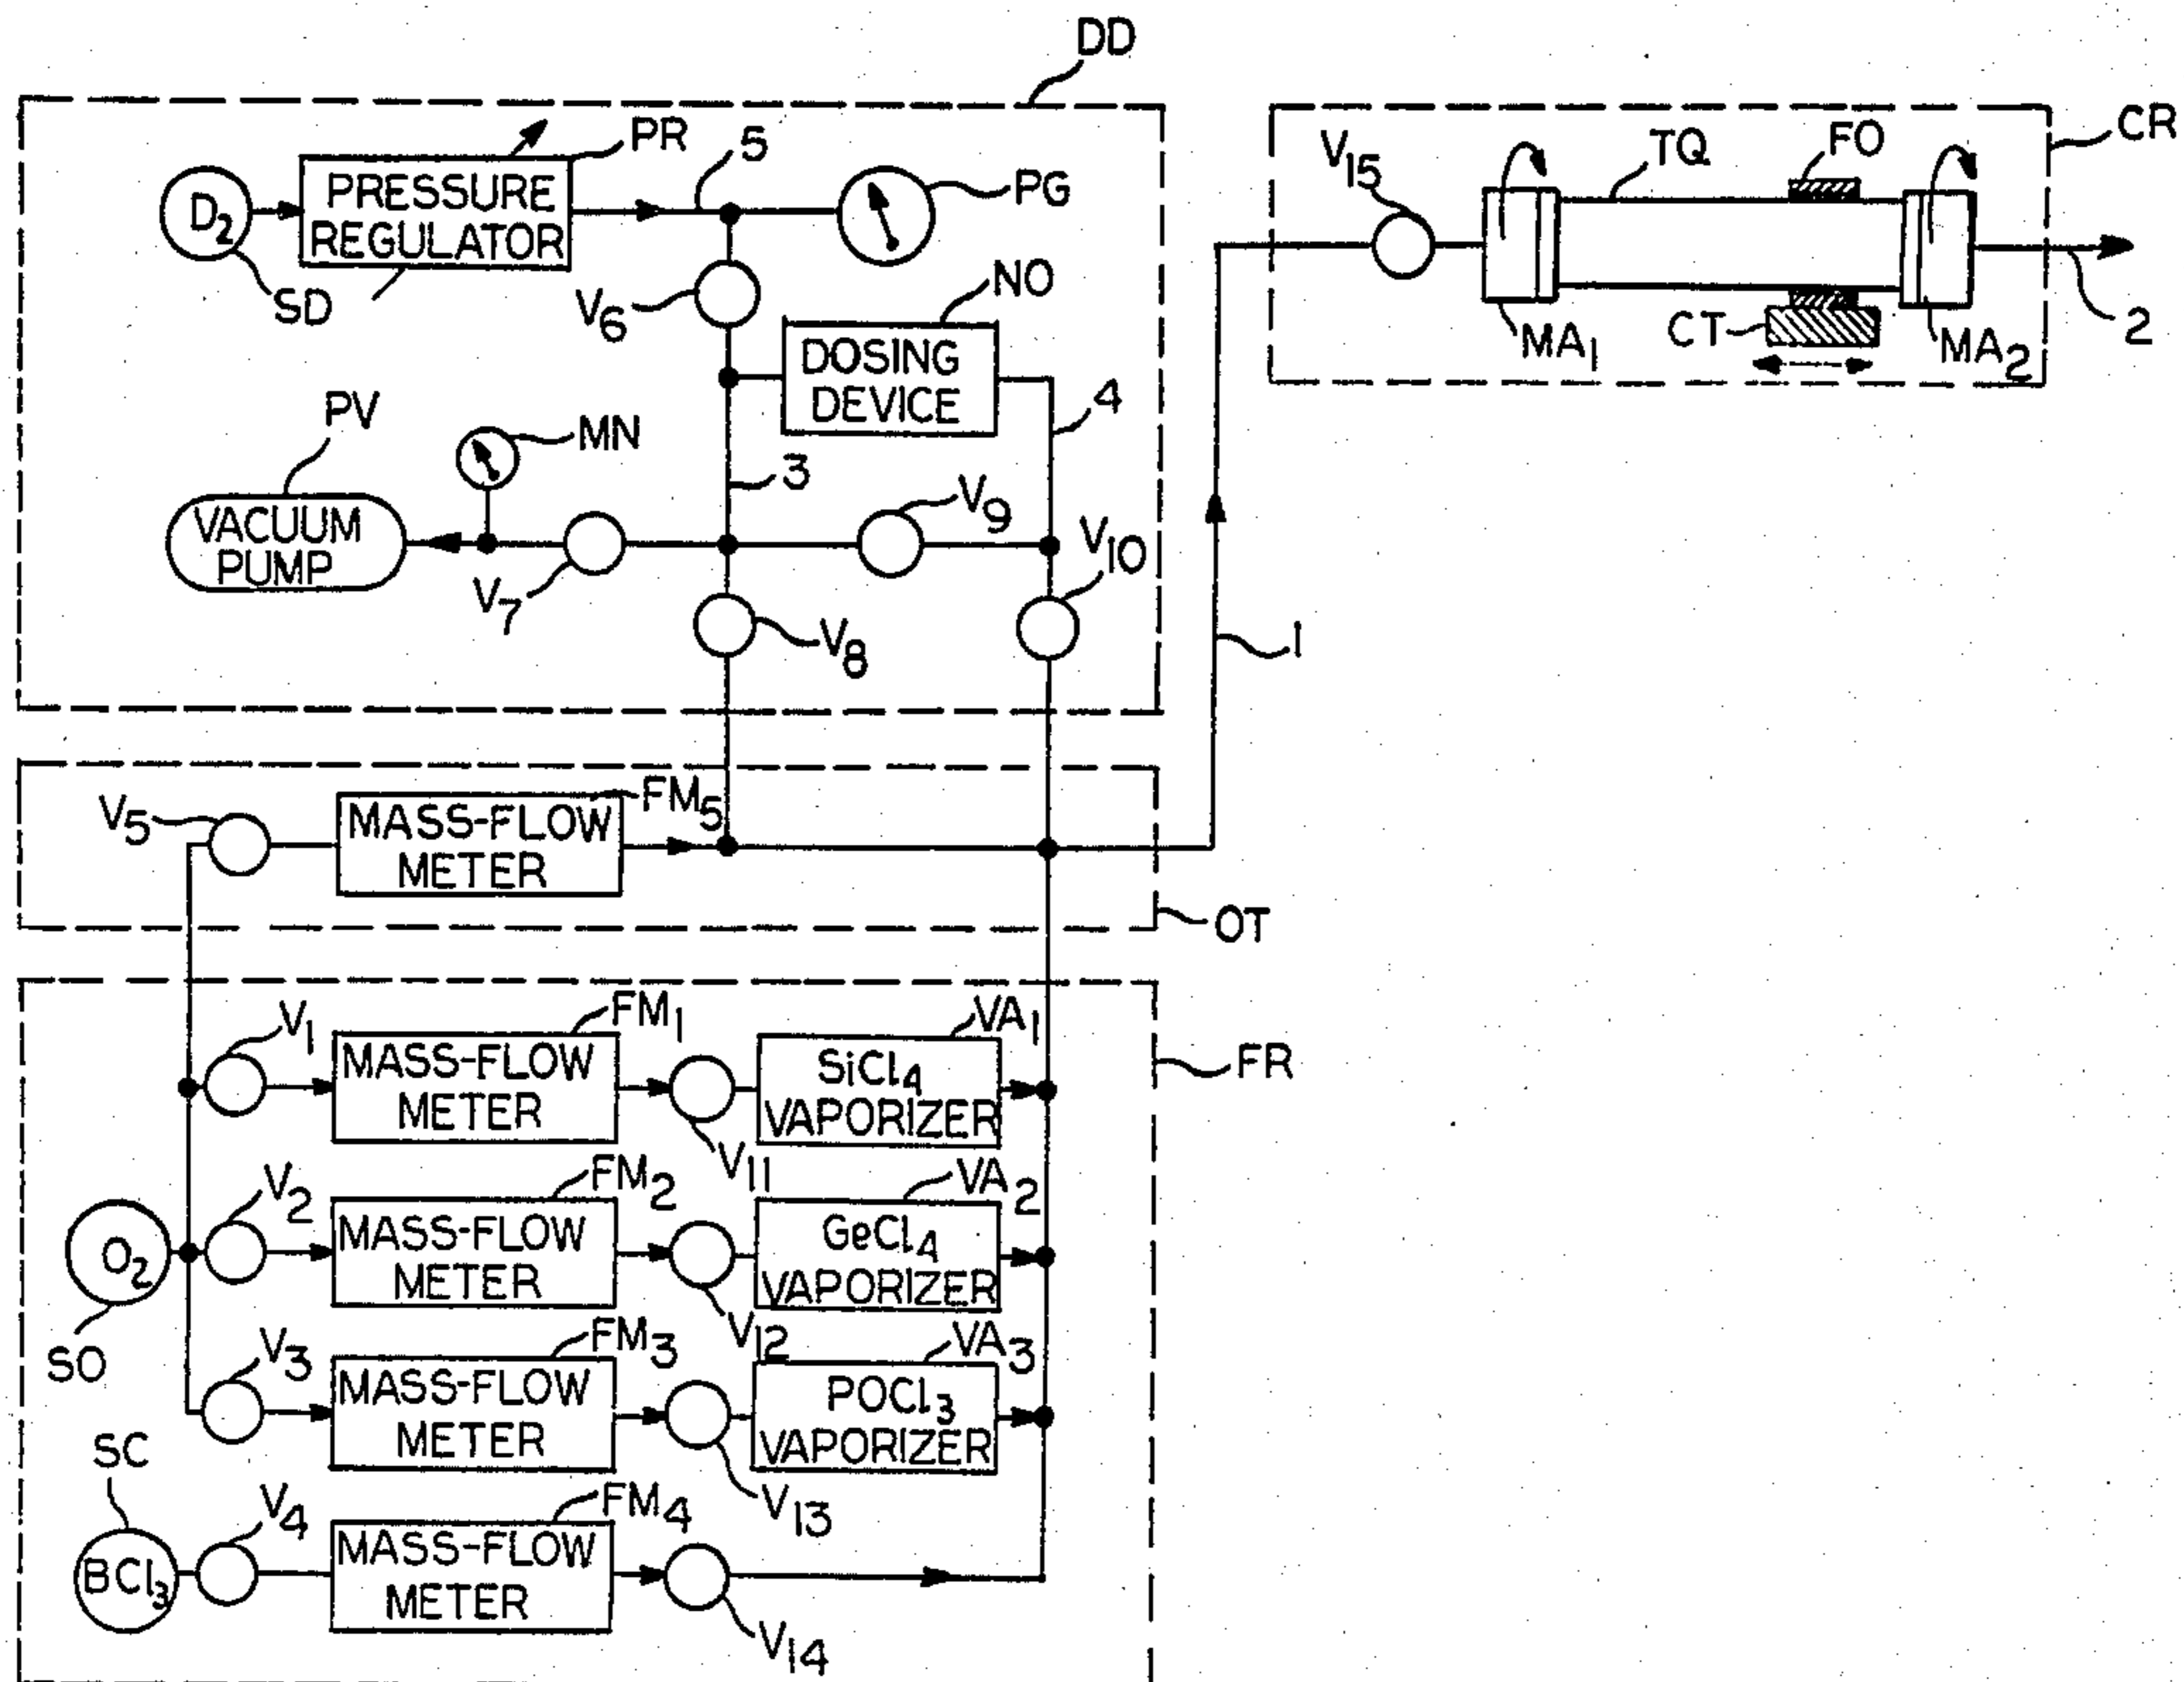 DD
PR
5
D2
PRESSURE
REGULATOR
PG
SD
V6
NO
DOSING
DEVICE
4
PV
MN
3
V9
V10
VACUUM
PUMP
V7
V8
1
V15
TQ
FO
CR
CT
MA1
MA2
2
V5
MASS-FLOW
METER
FM5
OT
V1
FM1
VA1
MASS-FLOW
METER
SiCl4
VAPORIZER
FR
V11
V2
FM2
VA2
O2
MASS-FLOW
METER
GeCl4
VAPORIZER
SO
V12
V3
FM3
VA3
MASS-FLOW
METER
POCl3
VAPORIZER
SC
V13
V4
FM4
BCl3
MASS-FLOW
METER
V14